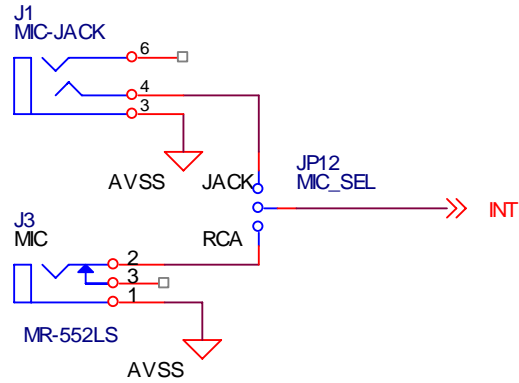 J1
MIC-JACK
6
4
3
AVSS
JACK
JP12
MIC_SEL
INT
RCA
J3
MIC
2
3
1
MR-552LS
AVSS